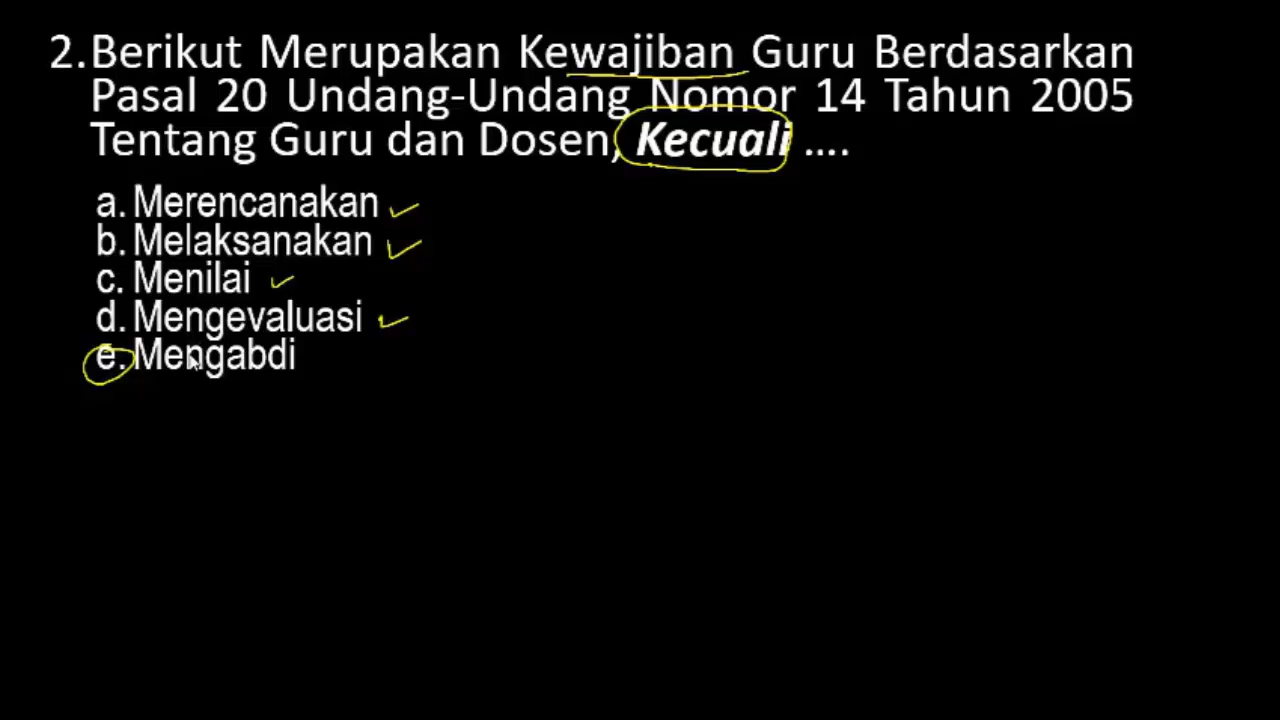 2.Berikut Merupakan Kewajiban Guru Berdasarkan
Pasal 20 Undang-Undang Nomor 14 Tahun 2005
Tentang Guru dan Dosen, Kecuali ....
a. Merencanakan
b. Melaksanakan
c. Menilai
d. Mengevaluasi
e. Mengabdi